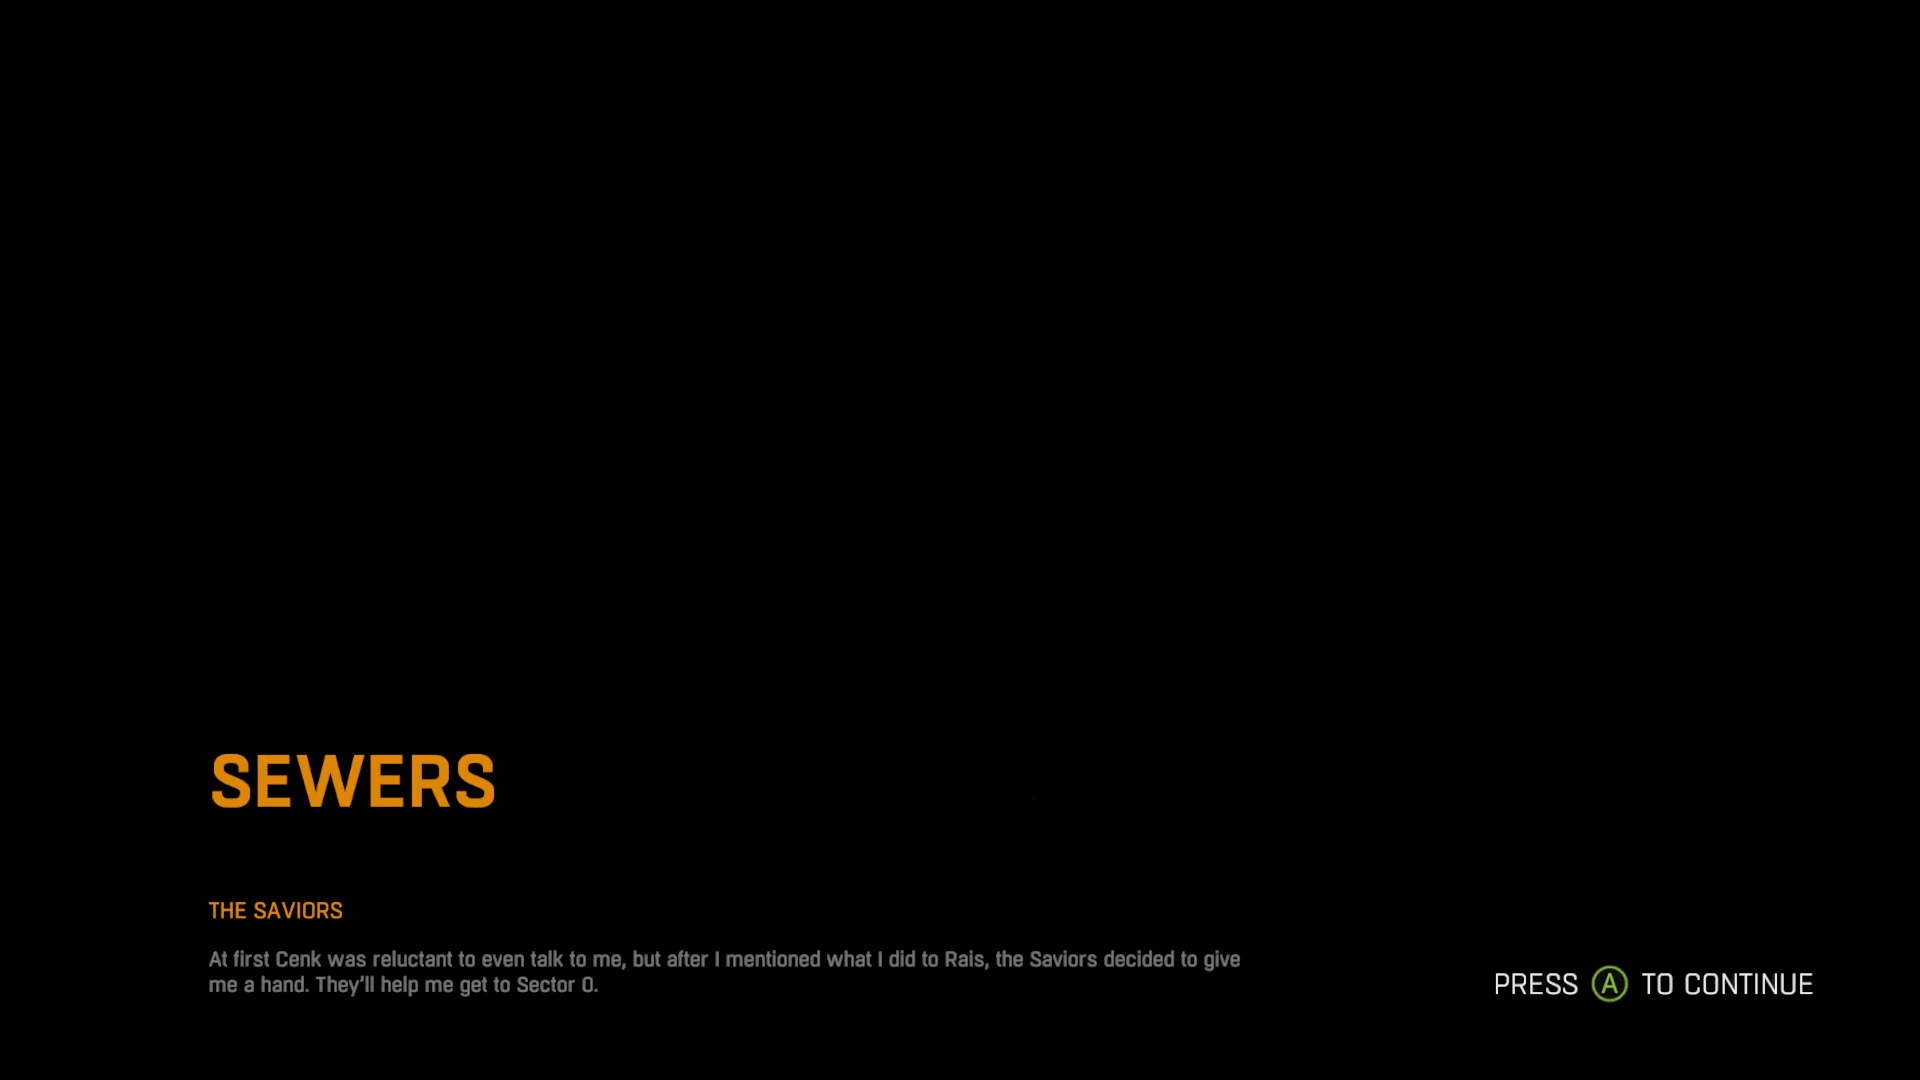 SEWERS
THE SAVIORS
At first Cenk was reluctant to even talk to me, but after I mentioned what I did to Rais, the Saviors decided to give
me a hand. They'll help me get to Sector 0.
PRESS A TO CONTINUE